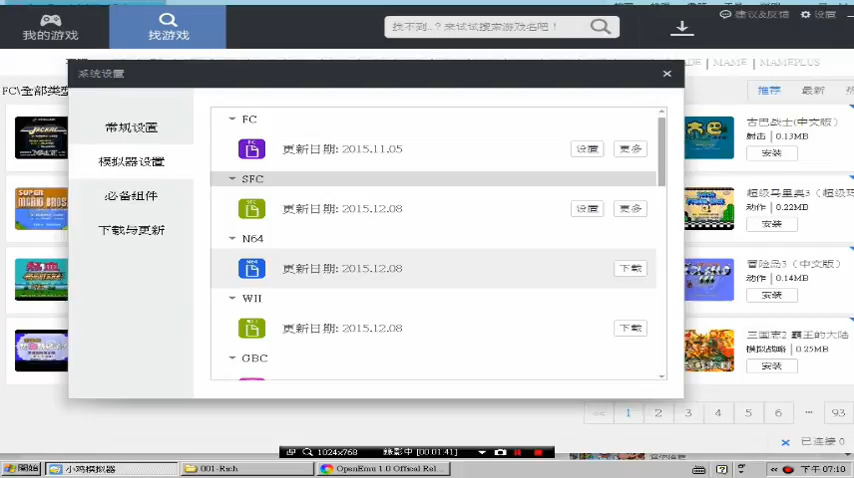 我的游戏
找游戏
找不到..? 来试试搜索游戏名吧！
建议&反馈
设置
系统设置
MAME | MAMEPLUS
FC\全部类型
推荐
最新
常规设置
模拟器设置
必备组件
下载与更新
FC
更新日期: 2015.11.05
设置
更多
SFC
更新日期: 2015.12.08
设置
更多
N64
更新日期: 2015.12.08
下载
WII
更新日期: 2015.12.08
下载
GBC
JACKAL
SUPER
MARIO BROS
古巴战士(中文版)
射击 | 0.13MB
安装
超级马里奥3（超级玛
动作 | 0.22MB
安装
冒险岛3（中文版）
动作 | 0.14MB
安装
三国志2 霸王的大陆
模拟战略 | 0.25MB
安装
<< 1 2 3 4 5 6 ... 93
已连接 0
1024x768 錄影中 [00:01:41]
開始
小鸡模拟器
001-Rich
OpenEmu 1.0 Offical Rel...
下午 07:10